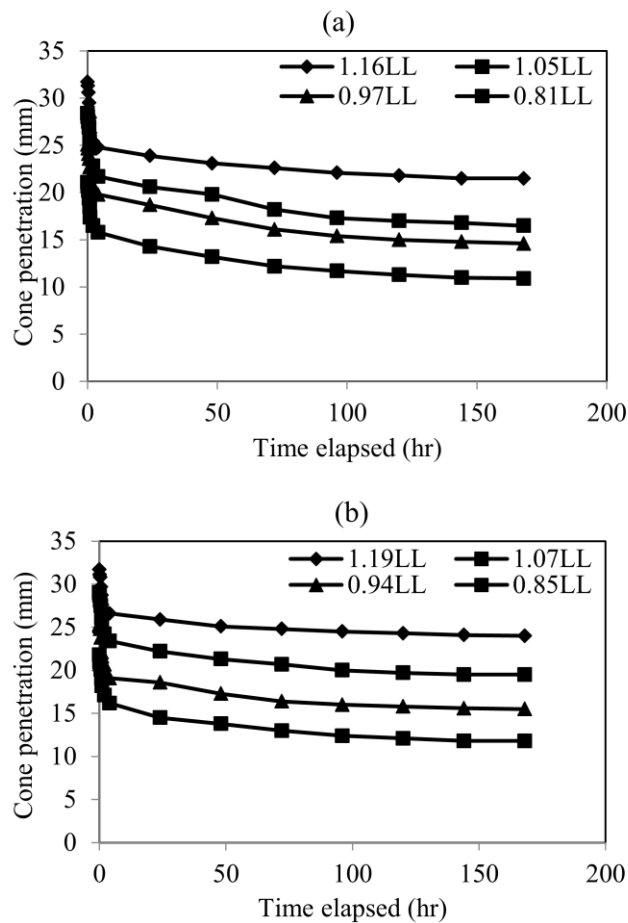 (a)
35
30
25
20
15
10
5
0
Cone penetration (mm)
1.16LL 1.05LL
0.97LL 0.81LL
0 50 100 150 200
Time elapsed (hr)
(b)
35
30
25
20
15
10
5
0
Cone penetration (mm)
1.19LL 1.07LL
0.94LL 0.85LL
0 50 100 150 200
Time elapsed (hr)